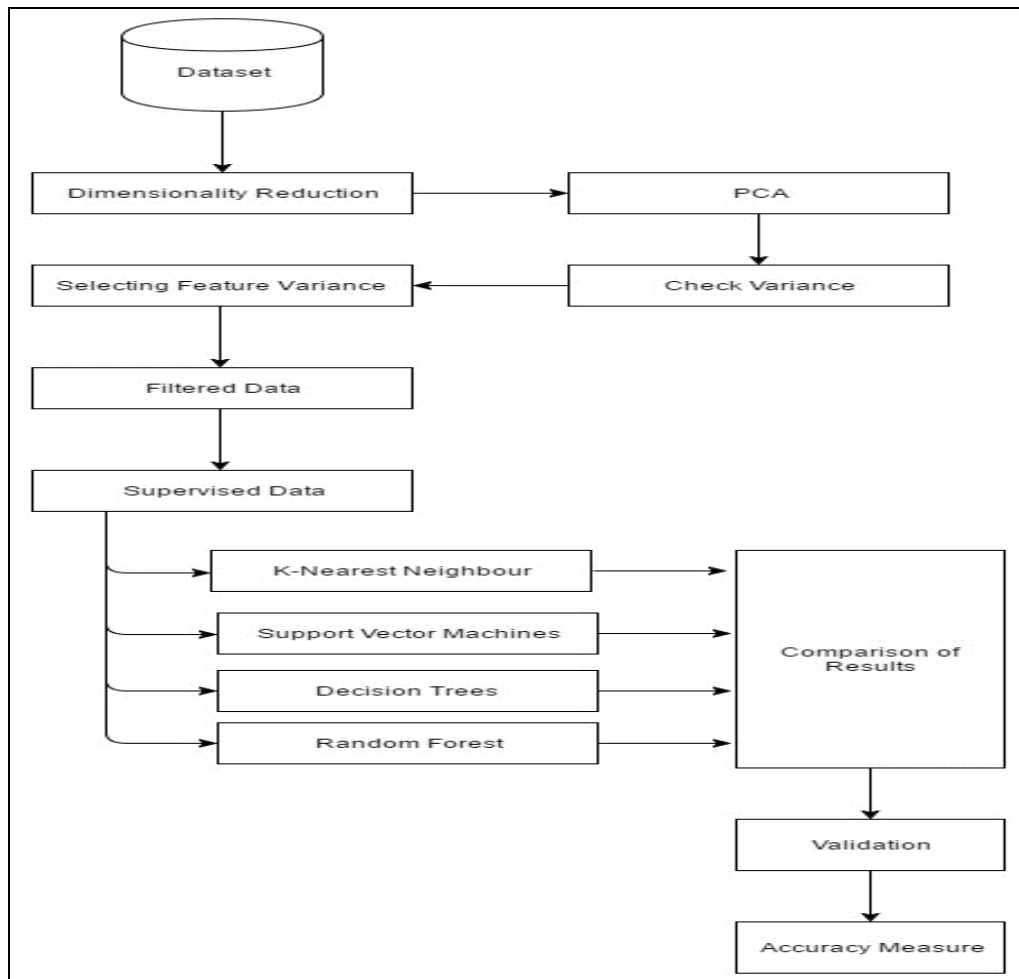 Dataset
Dimensionality Reduction
PCA
Selecting Feature Variance
Check Variance
Filtered Data
Supervised Data
K-Nearest Neighbour
Support Vector Machines
Decision Trees
Random Forest
Comparison of
Results
Validation
Accuracy Measure